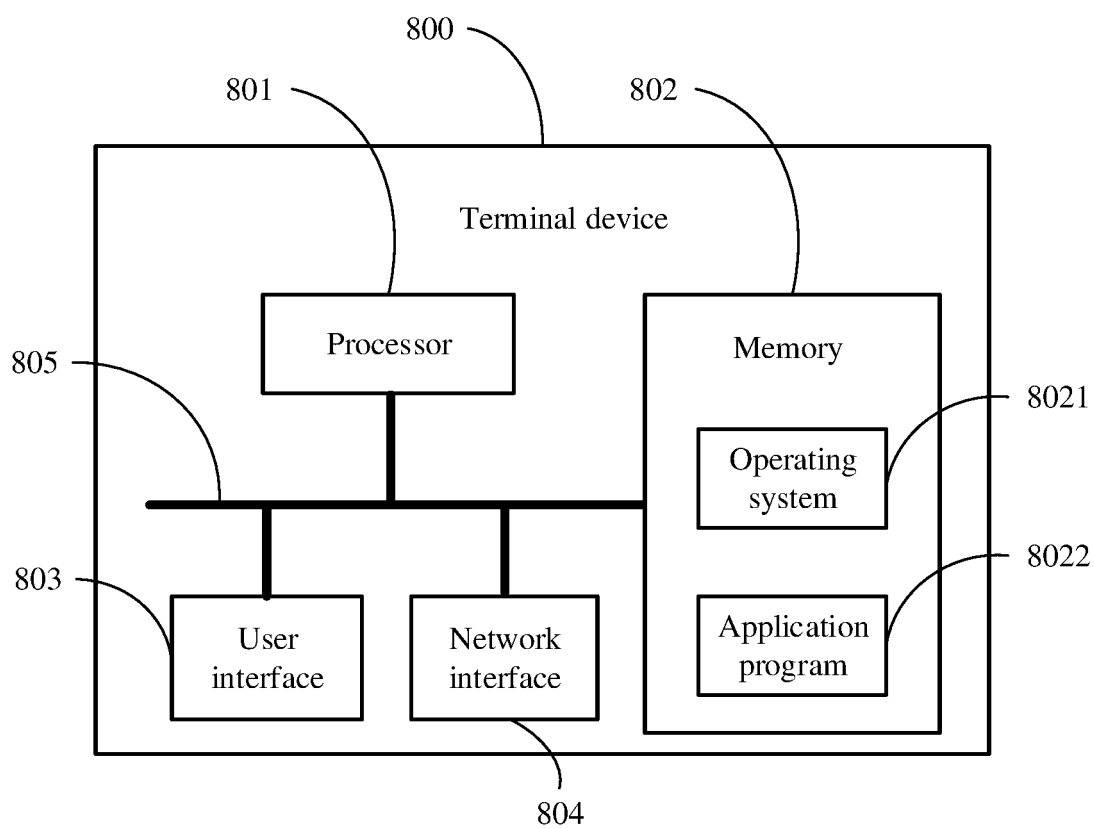 800
801
802
Terminal device
Processor
Memory
805
8021
Operating
system
8022
803
User
interface
Network
interface
Application
program
804